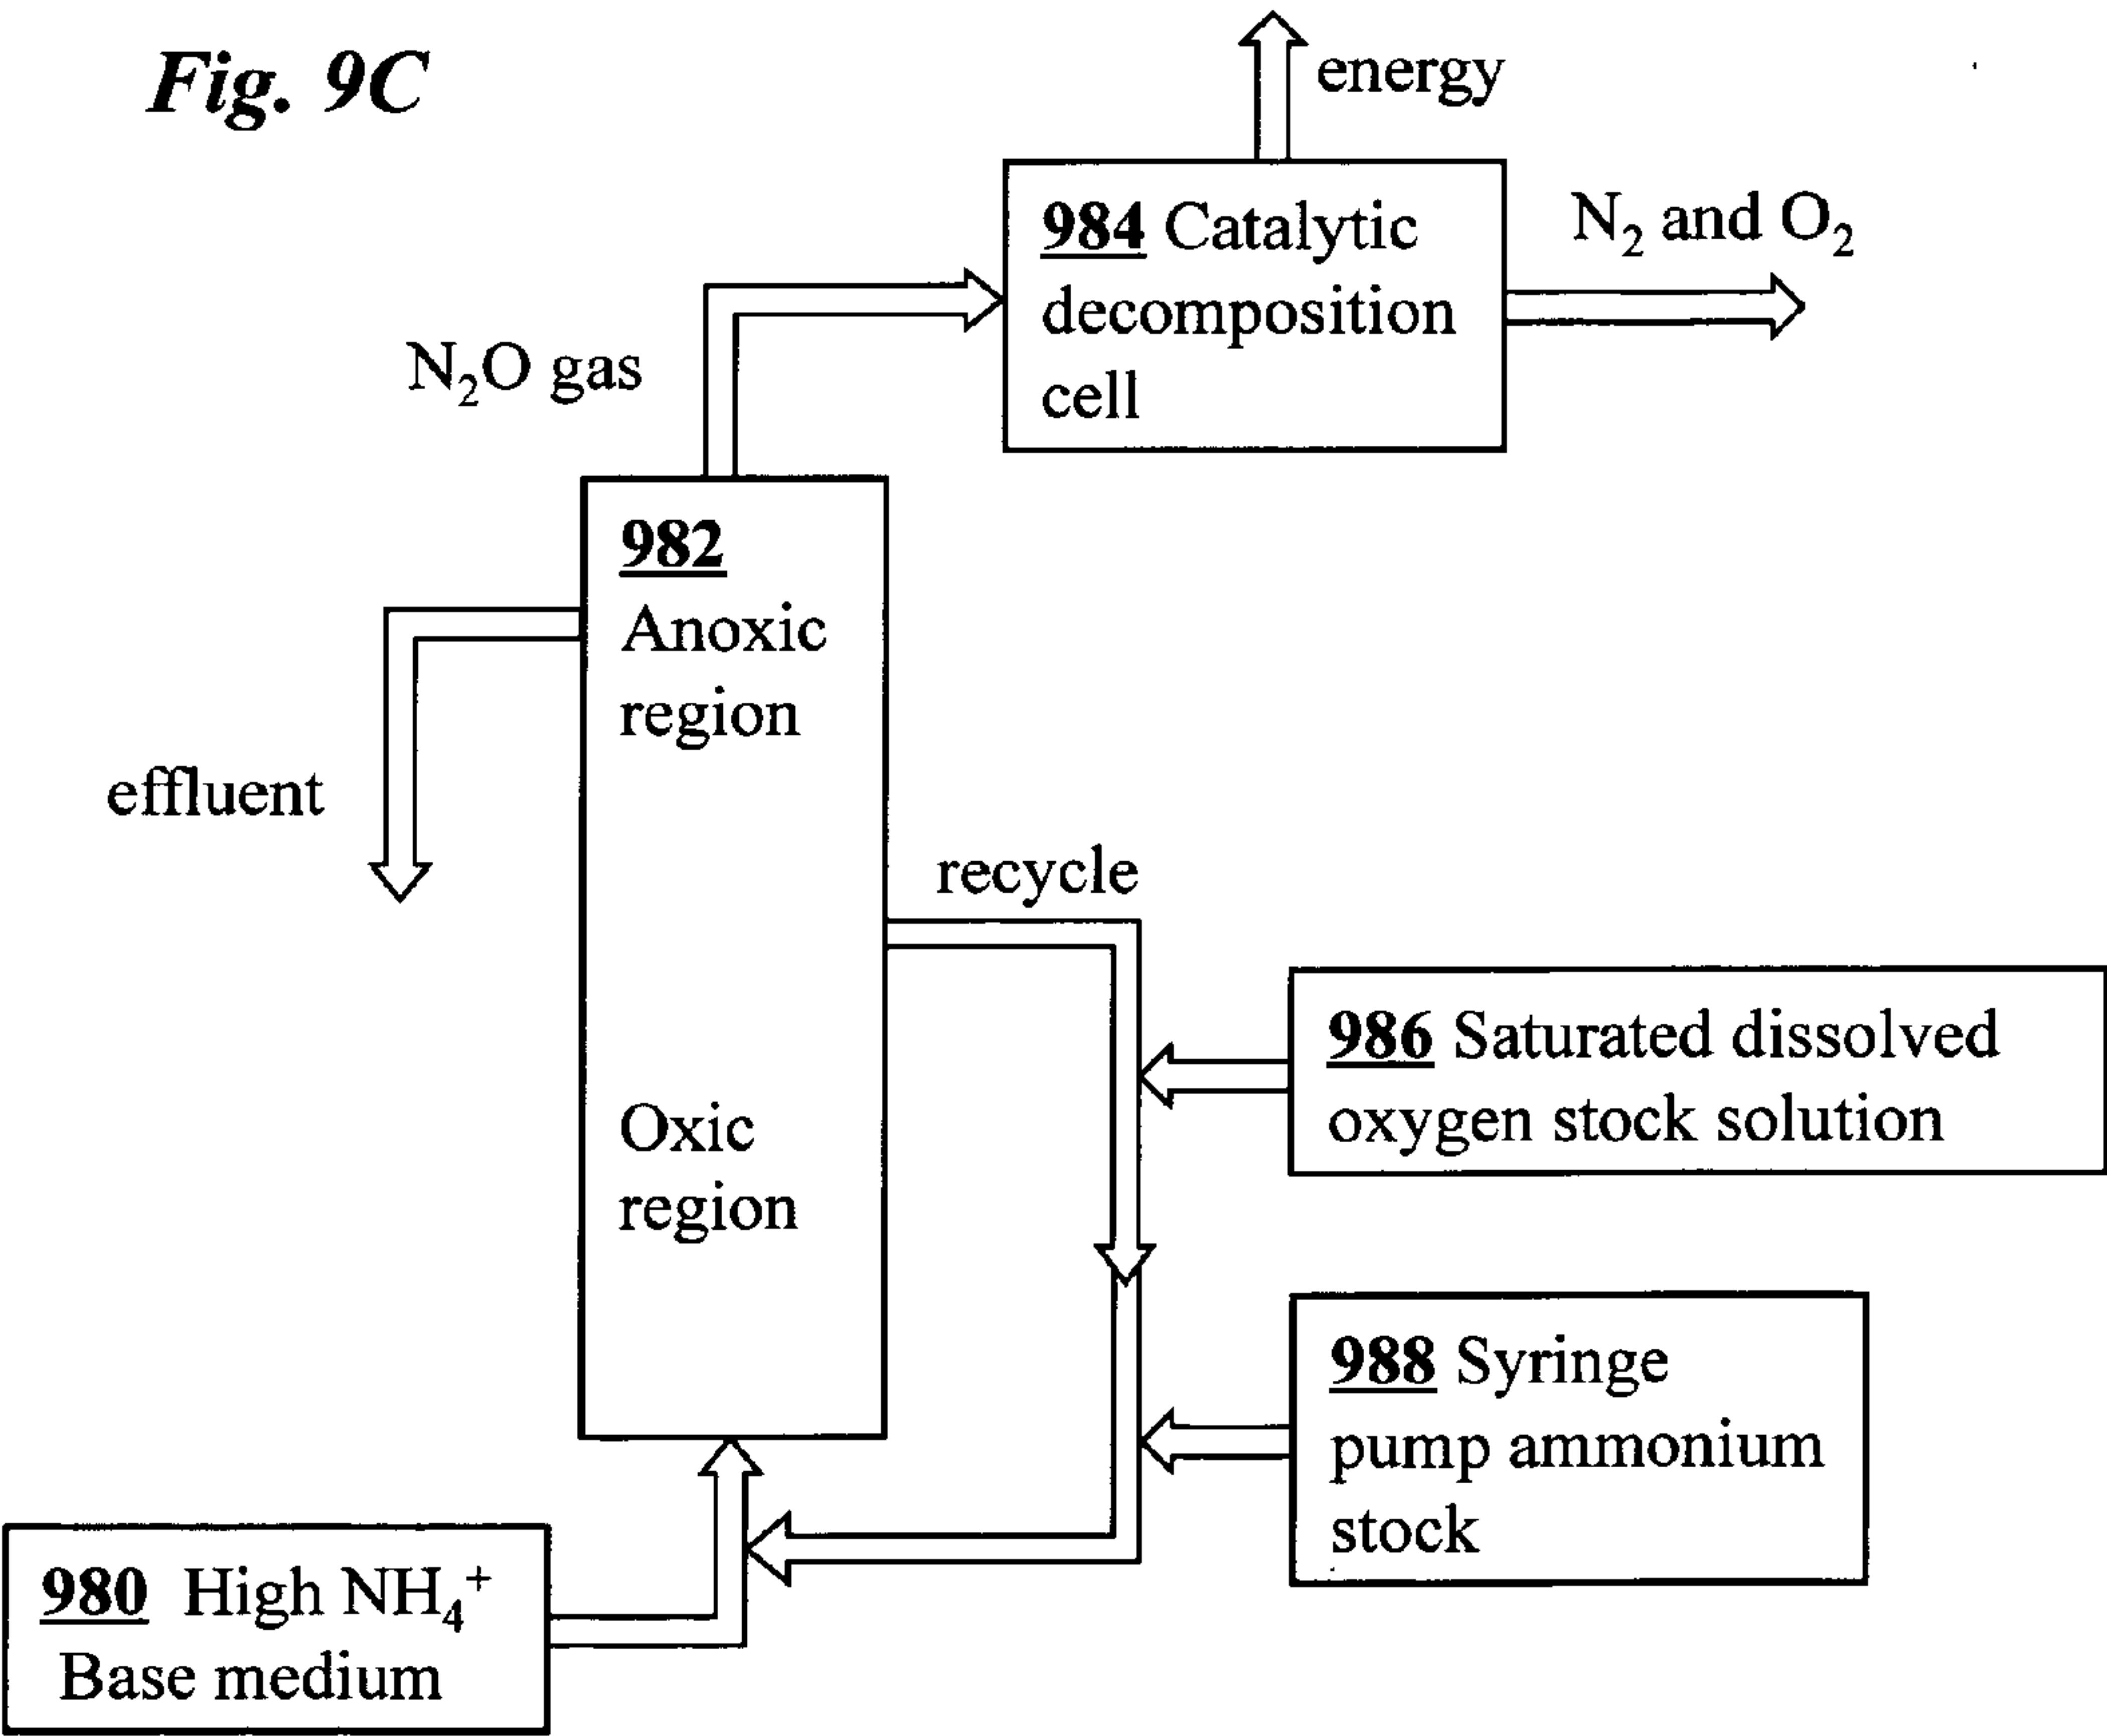 Fig. 9C
energy
984 Catalytic
decomposition
cell
N₂ and O₂
N₂O gas
982
Anoxic
region
effluent
recycle
Oxic
region
986 Saturated dissolved
oxygen stock solution
988 Syringe
pump ammonium
stock
980 High NH₄⁺
Base medium